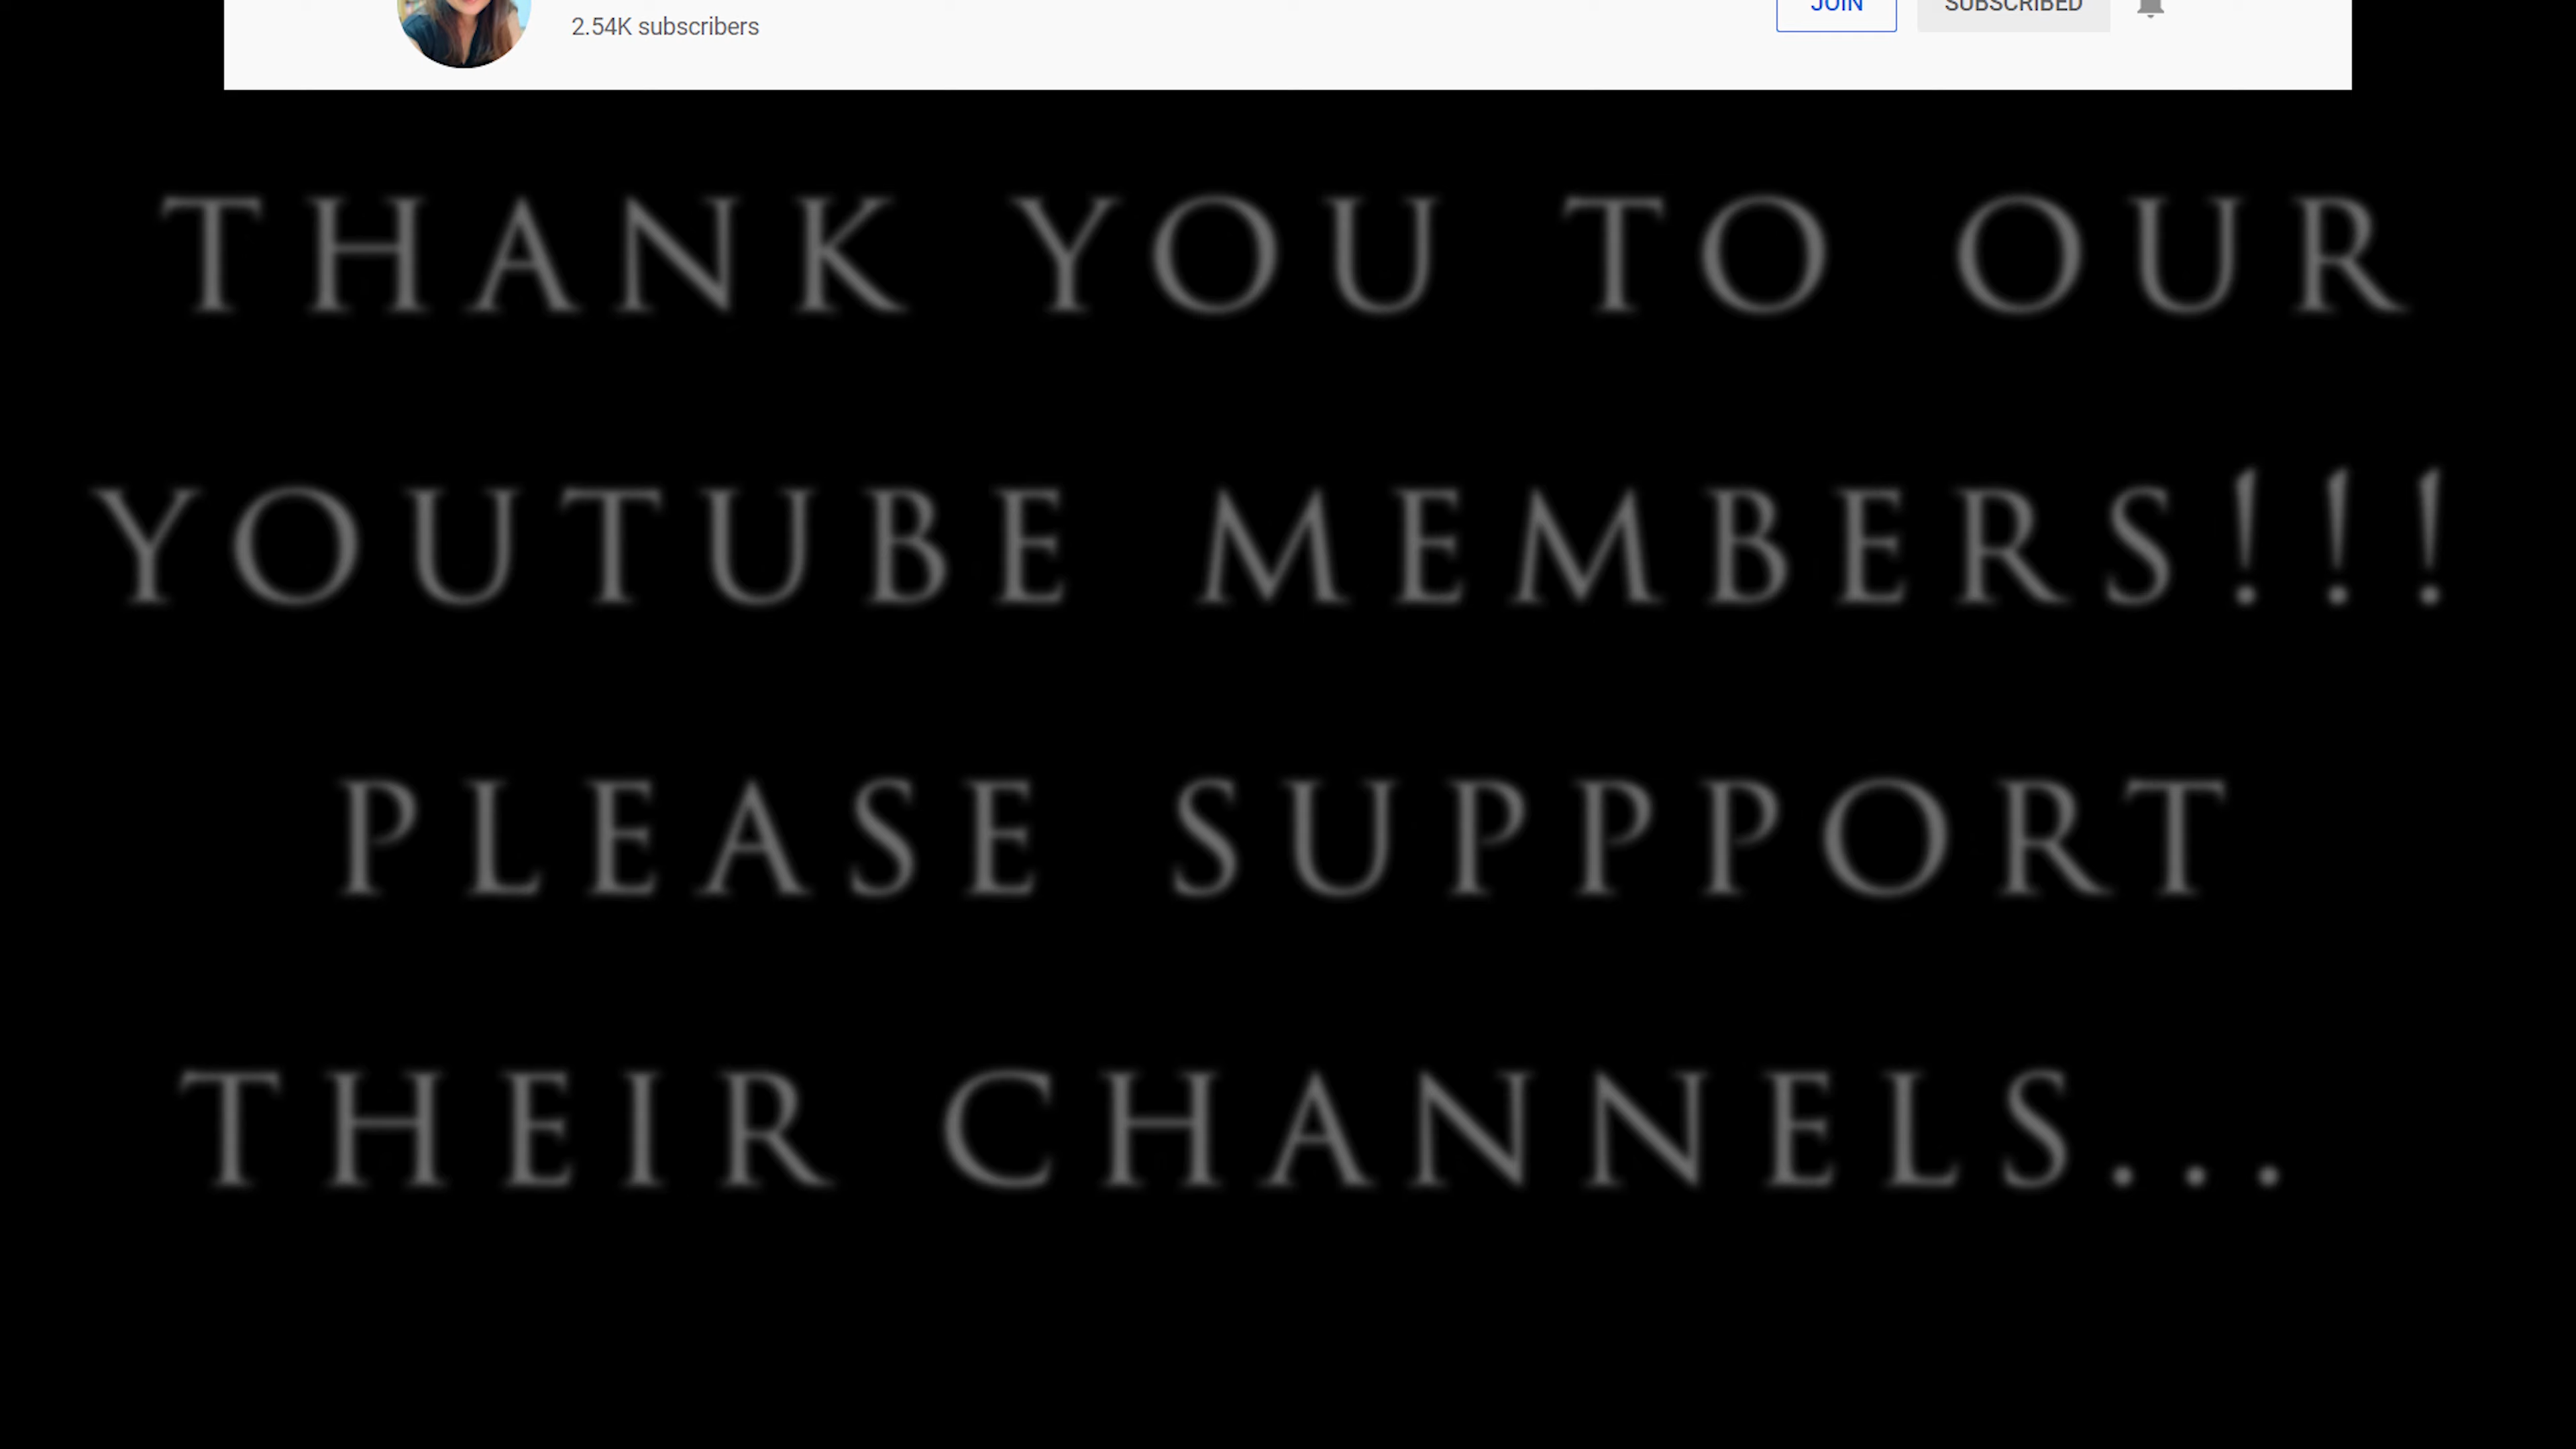 JOIN SUBSCRIBED
2.54K subscribers
THANK YOU TO OUR
YOUTUBE MEMBERS!!!
PLEASE SUPPPORT
THEIR CHANNELS...